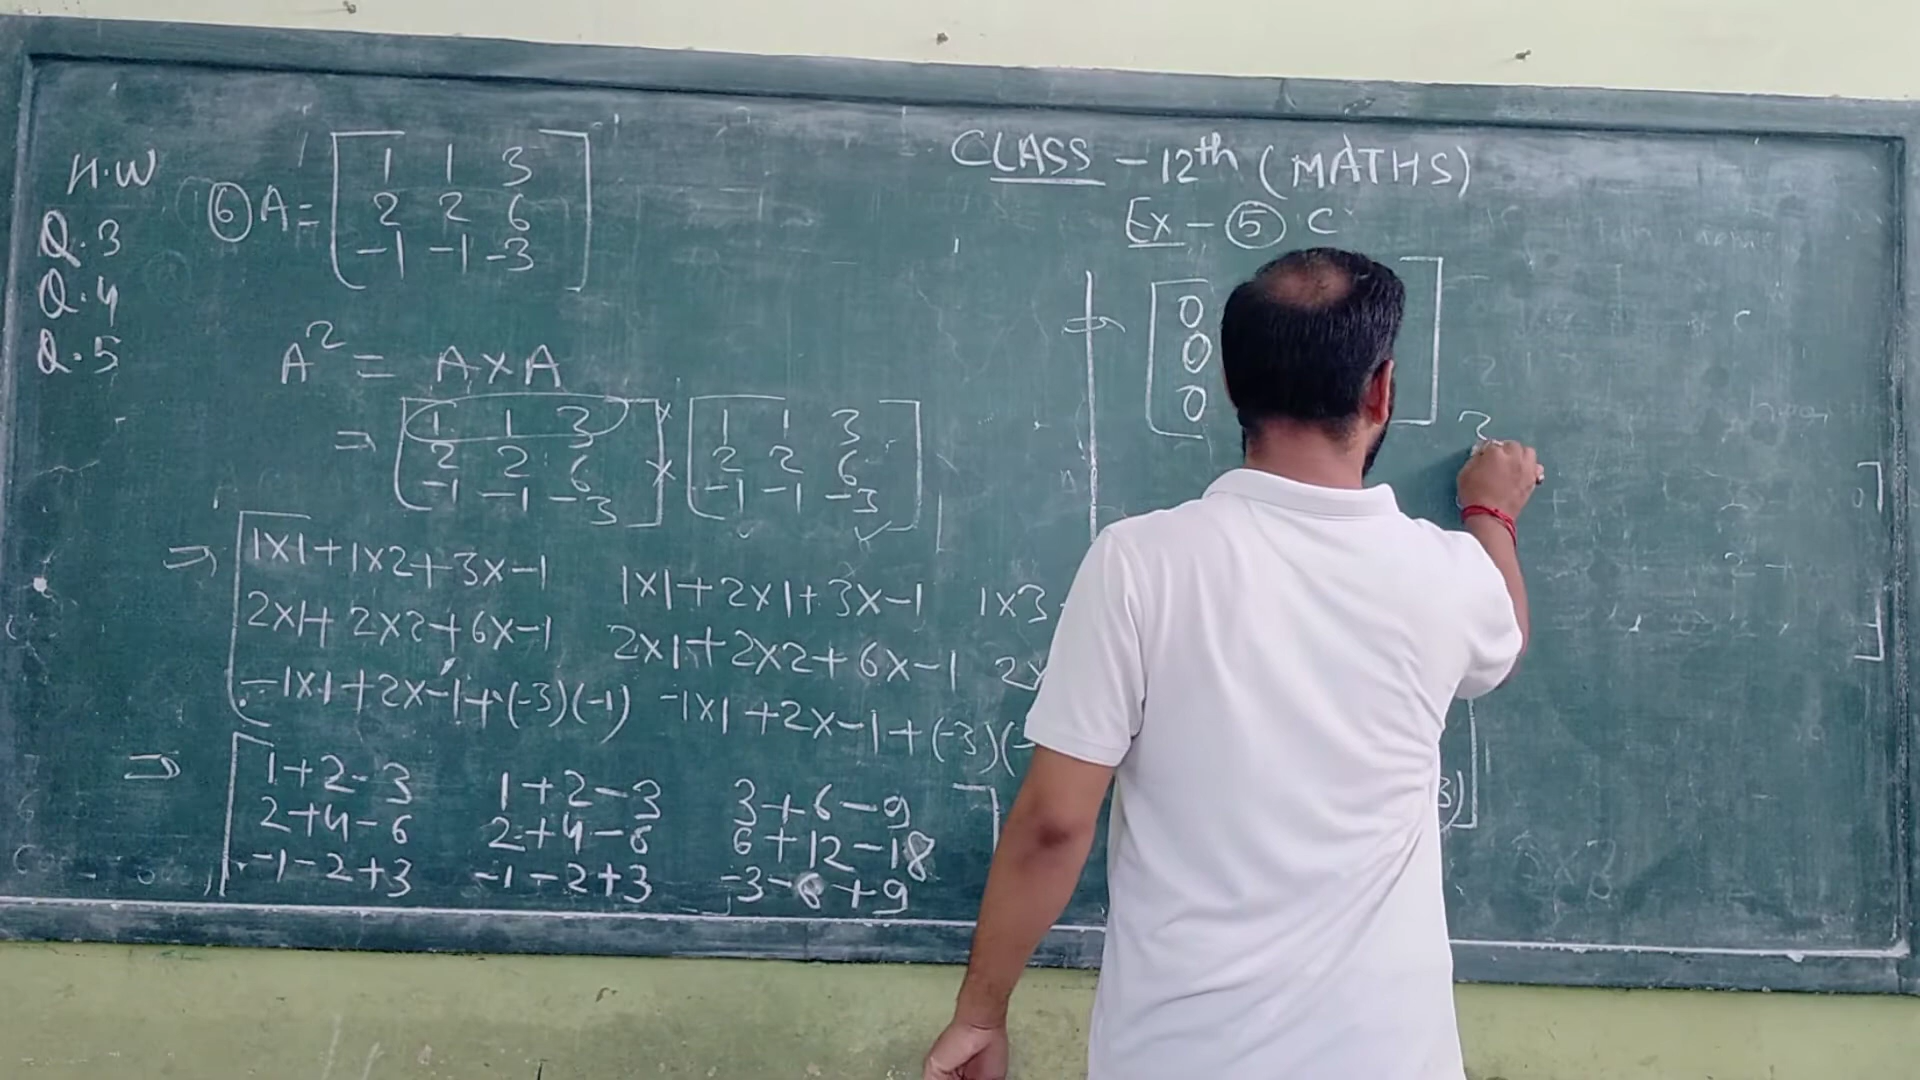 CLASS - 12th (MATHS)
Ex - ⑤ C
H.W
Q.3
Q.4
Q.5
⑥ A = [ 1 1 3
2 2 6
-1 -1 -3 ]
A² = A×A
⇒ [ 1 1 3 ] × [ 1 1 3 ]
2 2 6 × 2 2 6
-1 -1 -3 -1 -1 -3
⇒ [ 1×1+1×2+3×-1 1×1+2×1+3×-1 1×3
2×1+2×2+6×-1 2×1+2×2+6×-1 2×
-1×1+2×-1+(-3)(-1) -1×1+2×-1+(-3)(-
3)]
⇒ [ 1+2-3 1+2-3 3+6-9 ]
2+4-6 2+4-6 6+12-18
-1-2+3 -1-2+3 -3-6+9
⇒ [ 0 ]
0
0
3